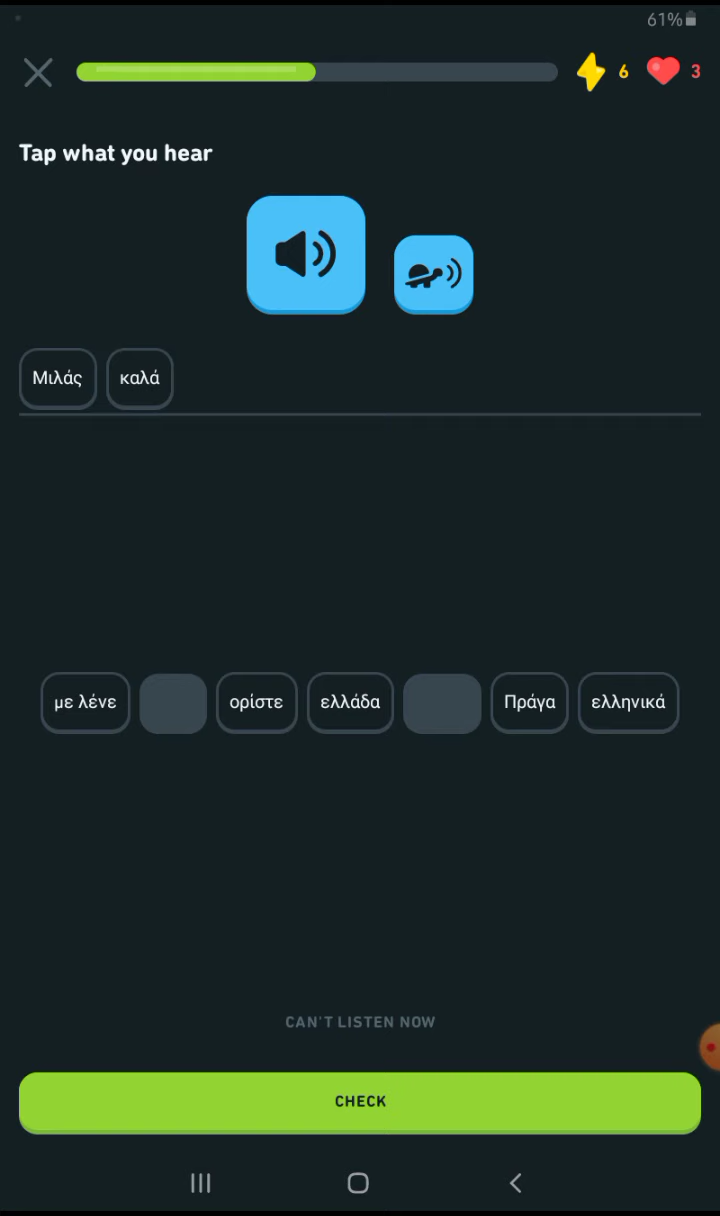 61%
6 3
Tap what you hear
Μιλάς καλά
με λένε ορίστε ελλάδα Πράγα ελληνικά
CAN'T LISTEN NOW
CHECK